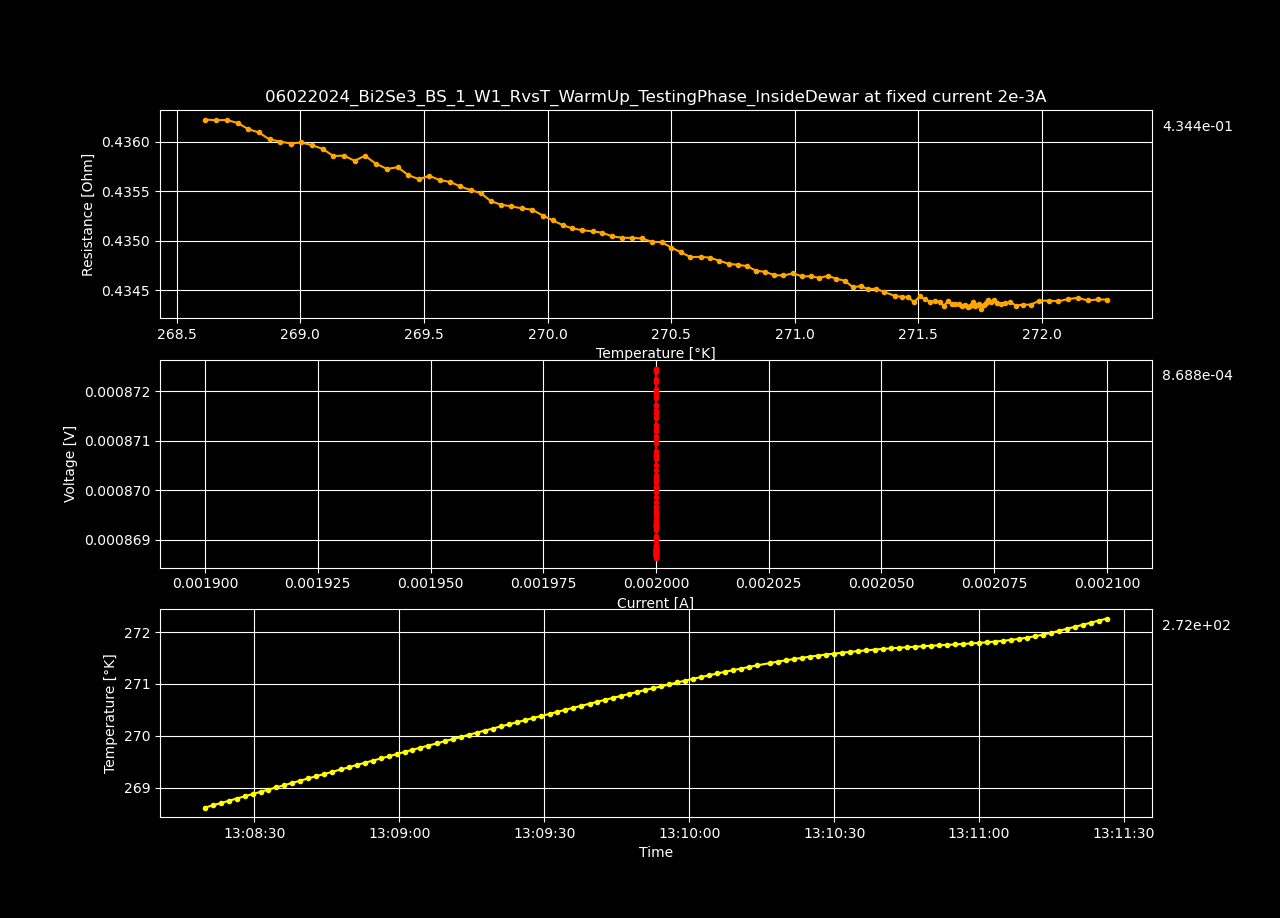 06022024_Bi2Se3_BS_1_W1_RvsT_WarmUp_TestingPhase_InsideDewar at fixed current 2e-3A
4.344e-01
Resistance [Ohm]
0.4360
0.4355
0.4350
0.4345
268.5 269.0 269.5 270.0 270.5 271.0 271.5 272.0
Temperature [°K]
8.688e-04
Voltage [V]
0.000872
0.000871
0.000870
0.000869
0.001900 0.001925 0.001950 0.001975 0.002000 0.002025 0.002050 0.002075 0.002100
Current [A]
2.72e+02
Temperature [°K]
272
271
270
269
13:08:30 13:09:00 13:09:30 13:10:00 13:10:30 13:11:00 13:11:30
Time